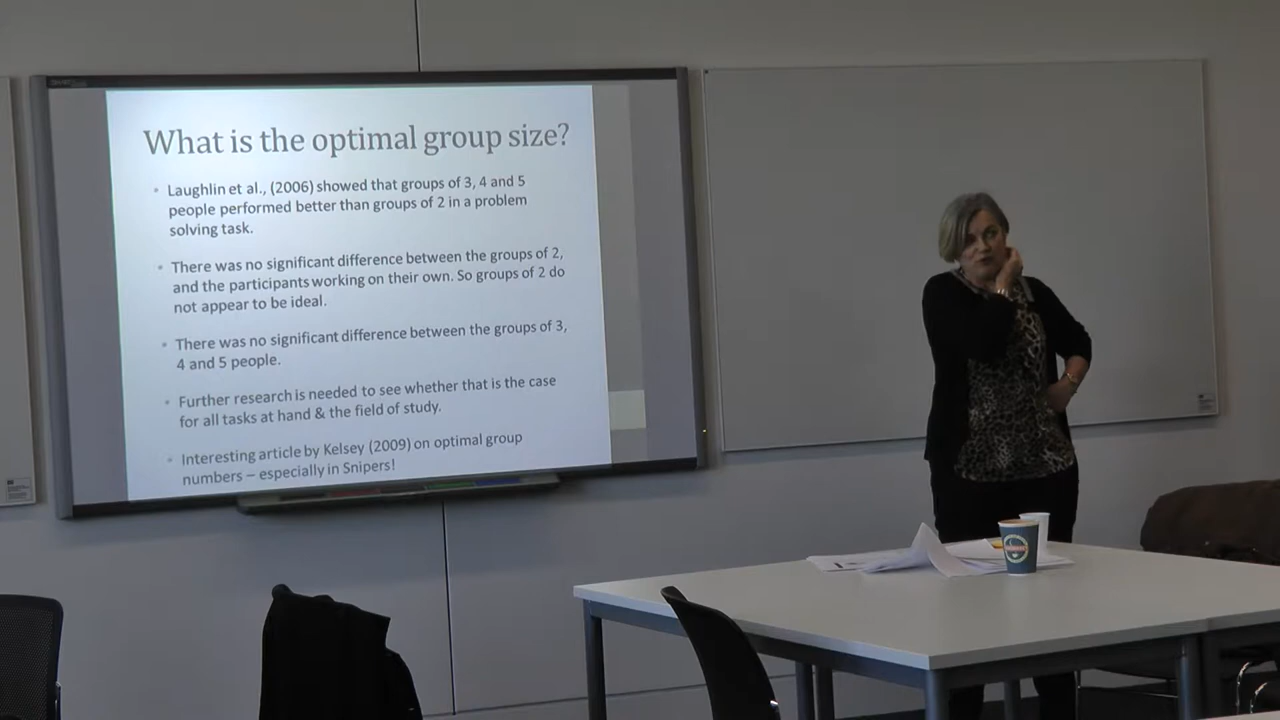 What is the optimal group size?
Laughlin et al., (2006) showed that groups of 3, 4 and 5
people performed better than groups of 2 in a problem
solving task.
There was no significant difference between the groups of 2,
and the participants working on their own. So groups of 2 do
not appear to be ideal.
There was no significant difference between the groups of 3,
4 and 5 people.
Further research is needed to see whether that is the case
for all tasks at hand & the field of study.
Interesting article by Kelsey (2009) on optimal group
numbers – especially in Snipers!